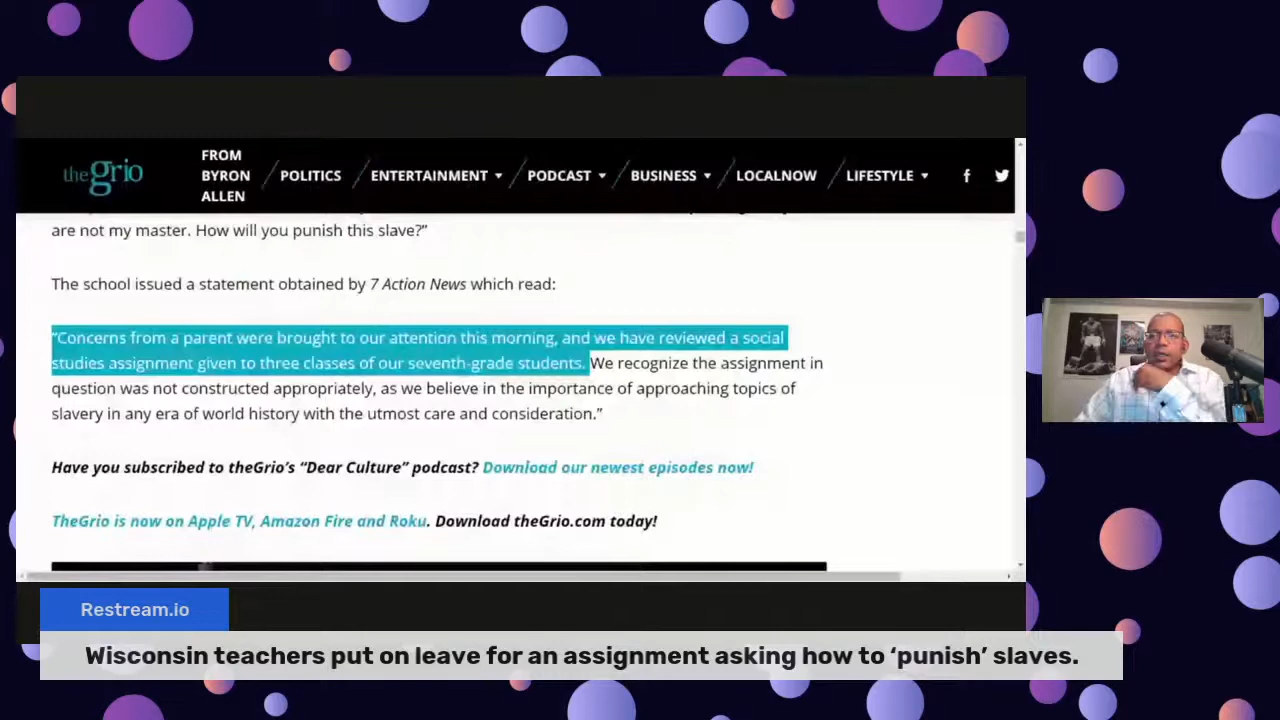 FROM
BYRON
ALLEN
thegrio
POLITICS
ENTERTAINMENT
PODCAST
BUSINESS
LOCALNOW
LIFESTYLE
are not my master. How will you punish this slave?”
The school issued a statement obtained by 7 Action News which read:
“Concerns from a parent were brought to our attention this morning, and we have reviewed a social
studies assignment given to three classes of our seventh-grade students. We recognize the assignment in
question was not constructed appropriately, as we believe in the importance of approaching topics of
slavery in any era of world history with the utmost care and consideration.”
Have you subscribed to theGrio’s “Dear Culture” podcast? Download our newest episodes now!
TheGrio is now on Apple TV, Amazon Fire and Roku. Download theGrio.com today!
Restream.io
Wisconsin teachers put on leave for an assignment asking how to ‘punish’ slaves.